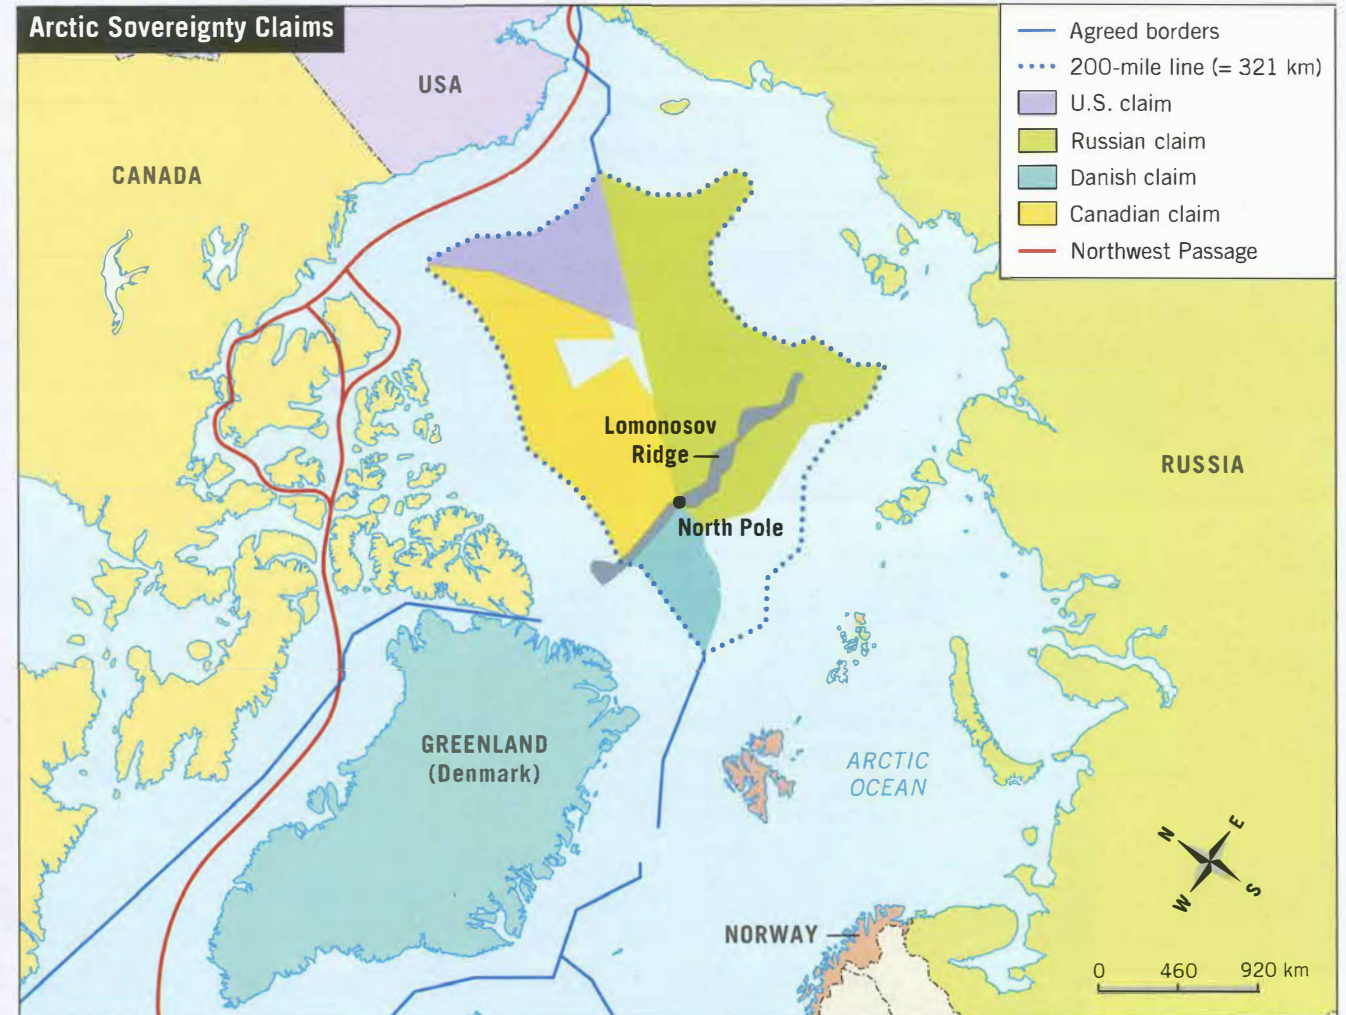 Arctic Sovereignty Claims
Agreed borders
200-mile line (= 321 km)
U.S. claim
Russian claim
Danish claim
Canadian claim
Northwest Passage
USA
CANADA
Lomonosov
Ridge
North Pole
RUSSIA
GREENLAND
(Denmark)
ARCTIC
OCEAN
NORWAY
N
E
S
W
0 460 920 km